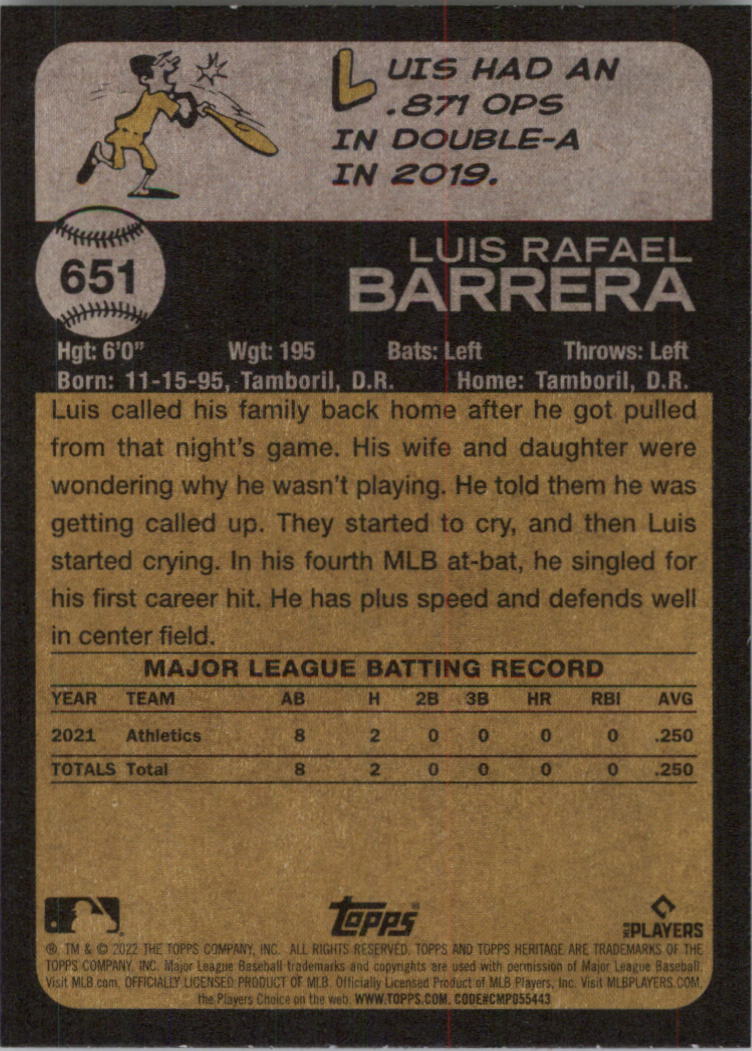 LUIS HAD AN
.871 OPS
IN DOUBLE-A
IN 2019.
651
LUIS RAFAEL
BARRERA
Hgt: 6'0" Wgt: 195 Bats: Left Throws: Left
Born: 11-15-95, Tamboril, D.R. Home: Tamboril, D.R.
Luis called his family back home after he got pulled
from that night's game. His wife and daughter were
wondering why he wasn't playing. He told them he was
getting called up. They started to cry, and then Luis
started crying. In his fourth MLB at-bat, he singled for
his first career hit. He has plus speed and defends well
in center field.
MAJOR LEAGUE BATTING RECORD
YEAR TEAM AB H 2B 3B HR RBI AVG
2021 Athletics 8 2 0 0 0 0 .250
TOTALS Total 8 2 0 0 0 0 .250
Topps
MLB PLAYERS
®, TM & © 2022 THE TOPPS COMPANY, INC. ALL RIGHTS RESERVED. TOPPS AND TOPPS HERITAGE ARE TRADEMARKS OF THE
TOPPS COMPANY, INC. Major League Baseball trademarks and copyrights are used with permission of Major League Baseball.
Visit MLB.com. OFFICIALLY LICENSED PRODUCT OF MLB. Officially Licensed Product of MLB Players, Inc. Visit MLBPLAYERS.COM,
the Players Choice on the web. WWW.TOPPS.COM. CODE#CMP055443